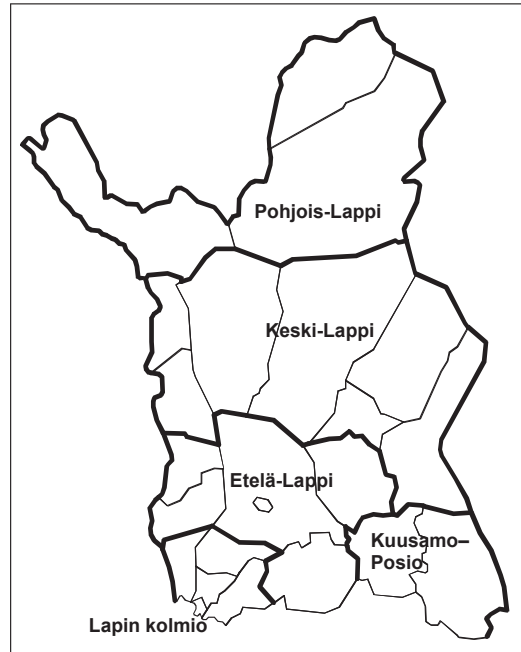 Pohjois-Lappi
Keski-Lappi
Etelä-Lappi
Kuusamo–
Posio
Lapin kolmio